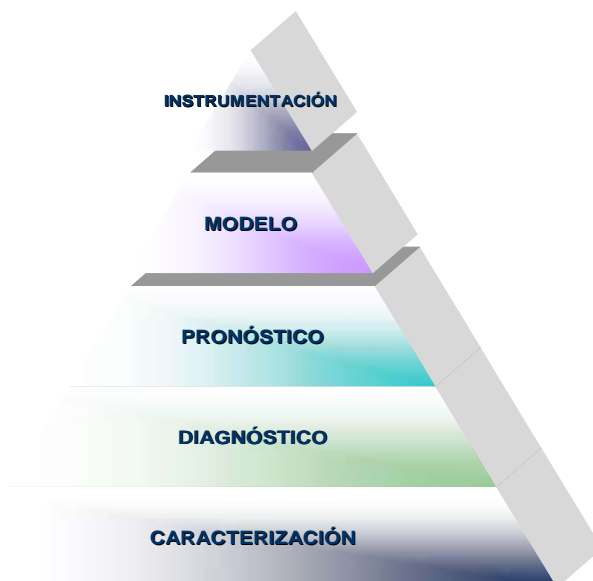 INSTRUMENTACIÓN
MODELO
PRONÓSTICO
DIAGNÓSTICO
CARACTERIZACIÓN